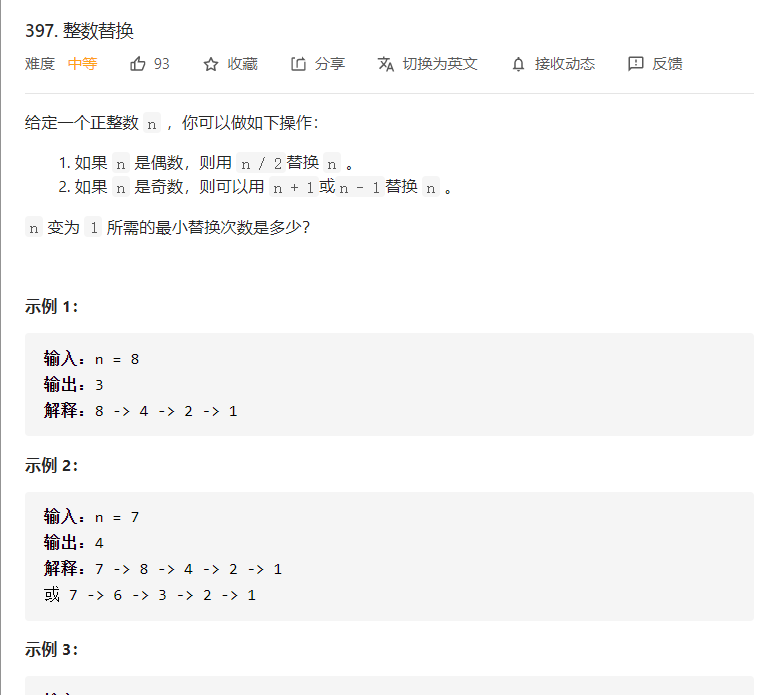 397. 整数替换
难度 中等 93 收藏 分享 切换为英文 接收动态 反馈
给定一个正整数 n ，你可以做如下操作：
1. 如果 n 是偶数，则用 n / 2替换 n 。
2. 如果 n 是奇数，则可以用 n + 1或n - 1替换 n 。
n 变为 1 所需的最小替换次数是多少？
示例 1：
输入：n = 8
输出：3
解释：8 -> 4 -> 2 -> 1
示例 2：
输入：n = 7
输出：4
解释：7 -> 8 -> 4 -> 2 -> 1
或 7 -> 6 -> 3 -> 2 -> 1
示例 3：